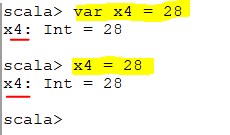 scala> var x4 = 28
x4: Int = 28
scala> x4 = 28
x4: Int = 28
scala>